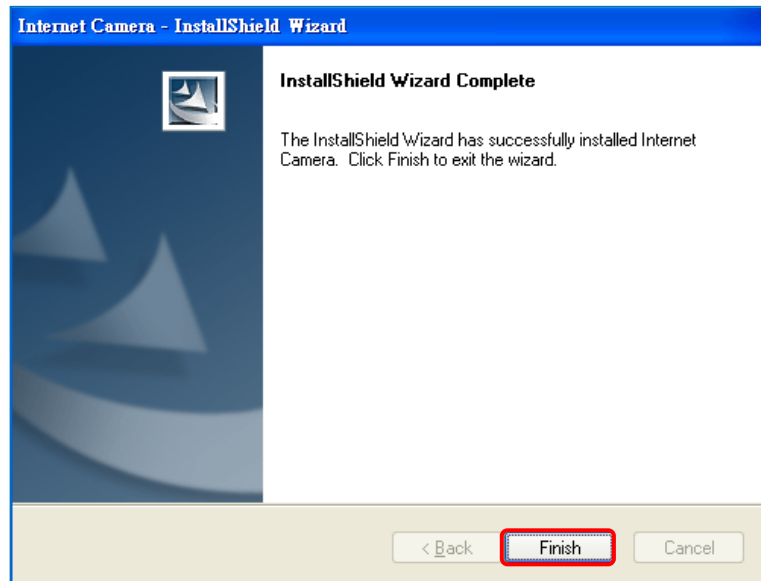 Internet Camera - InstallShield Wizard
InstallShield Wizard Complete
The InstallShield Wizard has successfully installed Internet
Camera. Click Finish to exit the wizard.
< Back
Finish
Cancel